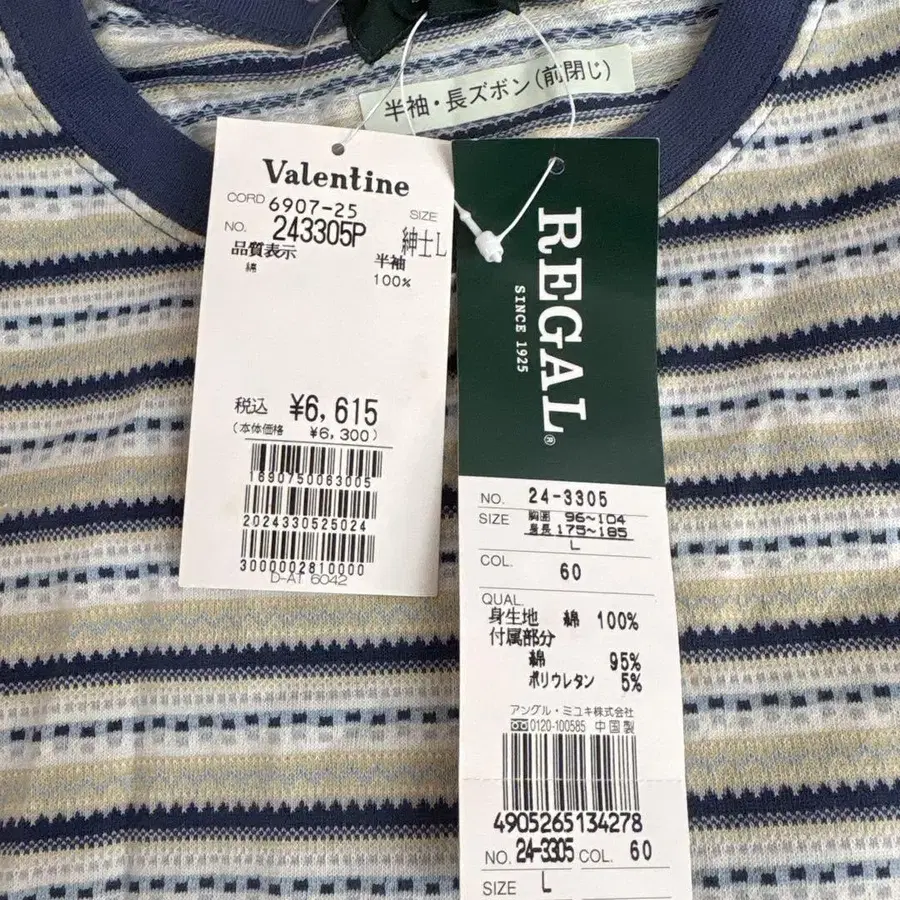 半袖・長ズボン(前閉じ)
Valentine
CORD 6907-25
NO. 243305P
SIZE
紳士L
品質表示
綿
半袖
100%
税込 ¥6,615
(本体価格 ¥6,300)
1690750063005
2024330525024
3000002810000
D-AT 6042
REGAL®
SINCE 1925
NO. 24-3305
SIZE 胸囲 96~104
身長 175~185
L
COL. 60
QUAL.
身生地 綿 100%
付属部分
綿 95%
ポリウレタン 5%
アングル・ミユキ株式会社
0120-100585 中国製
4905265134278
NO. 24-3305 COL. 60
SIZE L